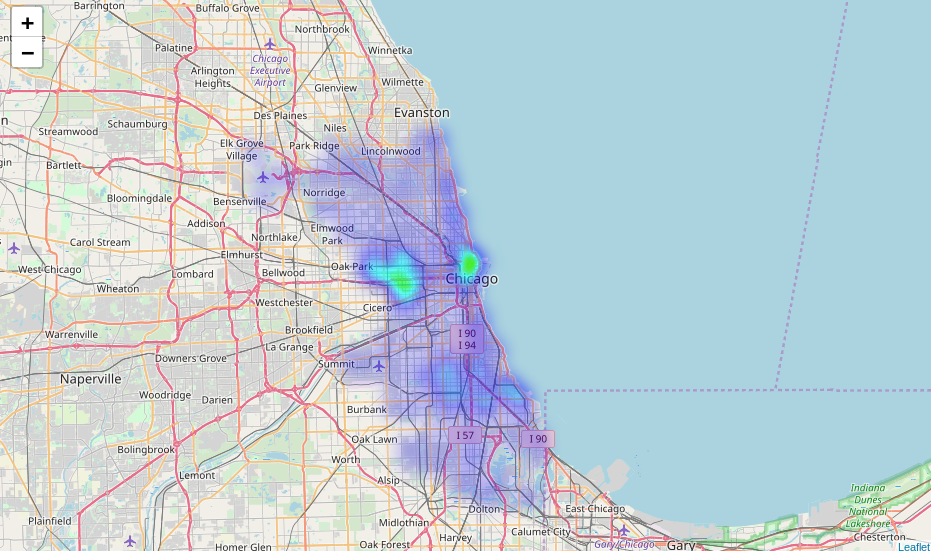 +
−
Barrington
Buffalo Grove
Northbrook
Palatine
Winnetka
Chicago
Executive
Airport
Arlington
Heights
Glenview
Wilmette
Evanston
Des Plaines
Schaumburg
Streamwood
Niles
Elk Grove
Village
Park Ridge
Lincolnwood
Bartlett
Norridge
Bloomingdale
Bensenville
Addison
Elmwood
Park
Northlake
Carol Stream
Elmhurst
West Chicago
Lombard
Bellwood
Oak Park
Chicago
Wheaton
Westchester
Cicero
Brookfield
I 90
I 94
Warrenville
La Grange
Downers Grove
Summit
Naperville
Woodridge
Darien
Burbank
I 57
I 90
Oak Lawn
Bolingbrook
Worth
Lemont
Alsip
Indiana
Dunes
National
Lakeshore
Dolton
East Chicago
Plainfield
Midlothian
Harvey
Calumet City
Chesterton
Homer Glen
Oak Forest
Gary/Chicago
Gary
Leaflet